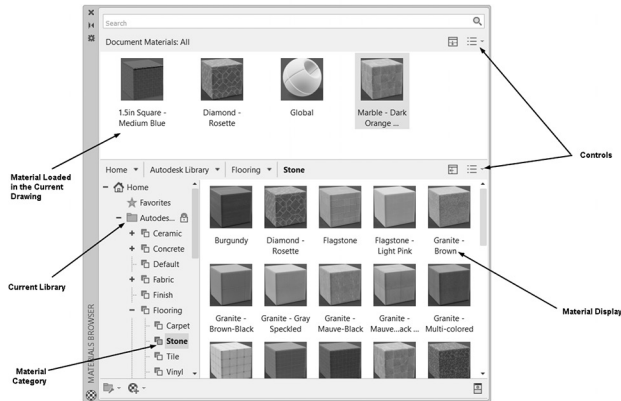 Search
Document Materials: All
1.5in Square -
Medium Blue
Diamond -
Rosette
Global
Marble - Dark
Orange ...
Material Loaded
in the Current
Drawing
Controls
Home
Autodesk Library
Flooring
Stone
Home
Favorites
Autodes...
Ceramic
Concrete
Default
Fabric
Finish
Flooring
Carpet
Stone
Tile
Vinyl
Burgundy
Diamond -
Rosette
Flagstone
Flagstone -
Light Pink
Granite -
Brown
Granite -
Brown-Black
Granite - Gray
Speckled
Granite -
Mauve-Black
Granite -
Mauve...ack ...
Granite -
Multi-colored
Current Library
Material Display
Material
Category
MATERIALS BROWSER